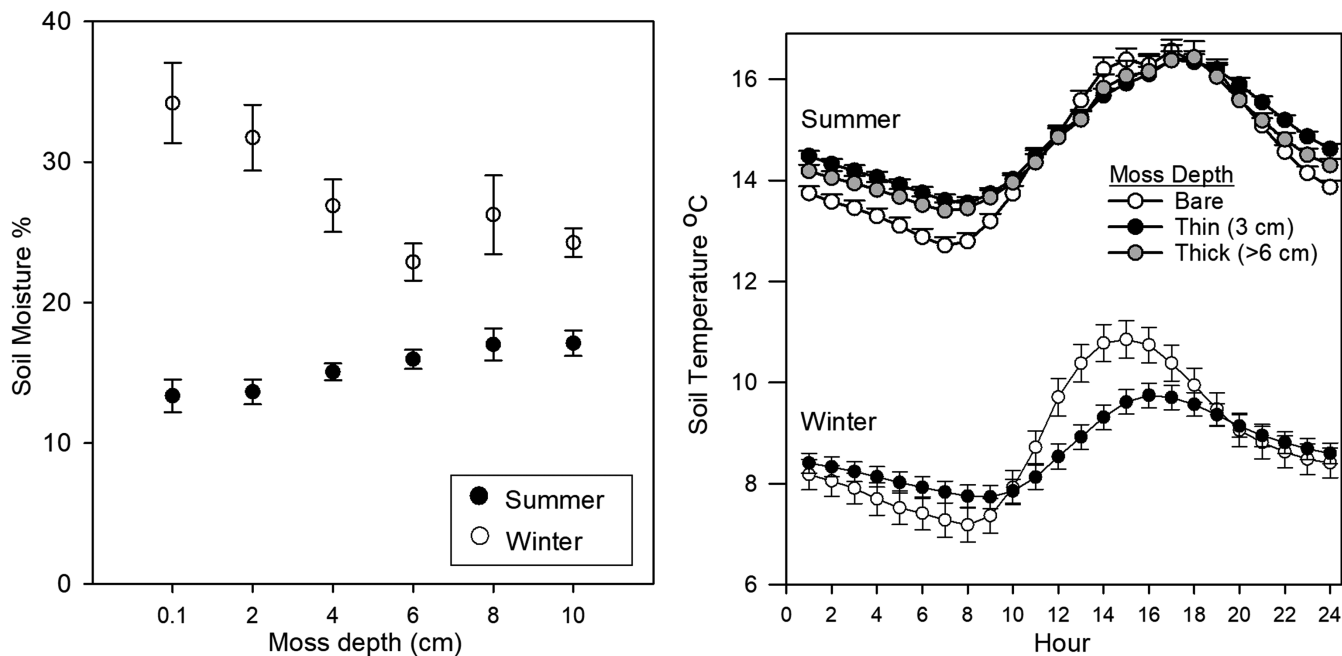 40
30
20
10
0
Soil Moisture %
0.1 2 4 6 8 10
Moss depth (cm)
Summer
Winter
16
14
12
10
8
6
Soil Temperature °C
Summer
Moss Depth
Bare
Thin (3 cm)
Thick (>6 cm)
Winter
0 2 4 6 8 10 12 14 16 18 20 22 24
Hour